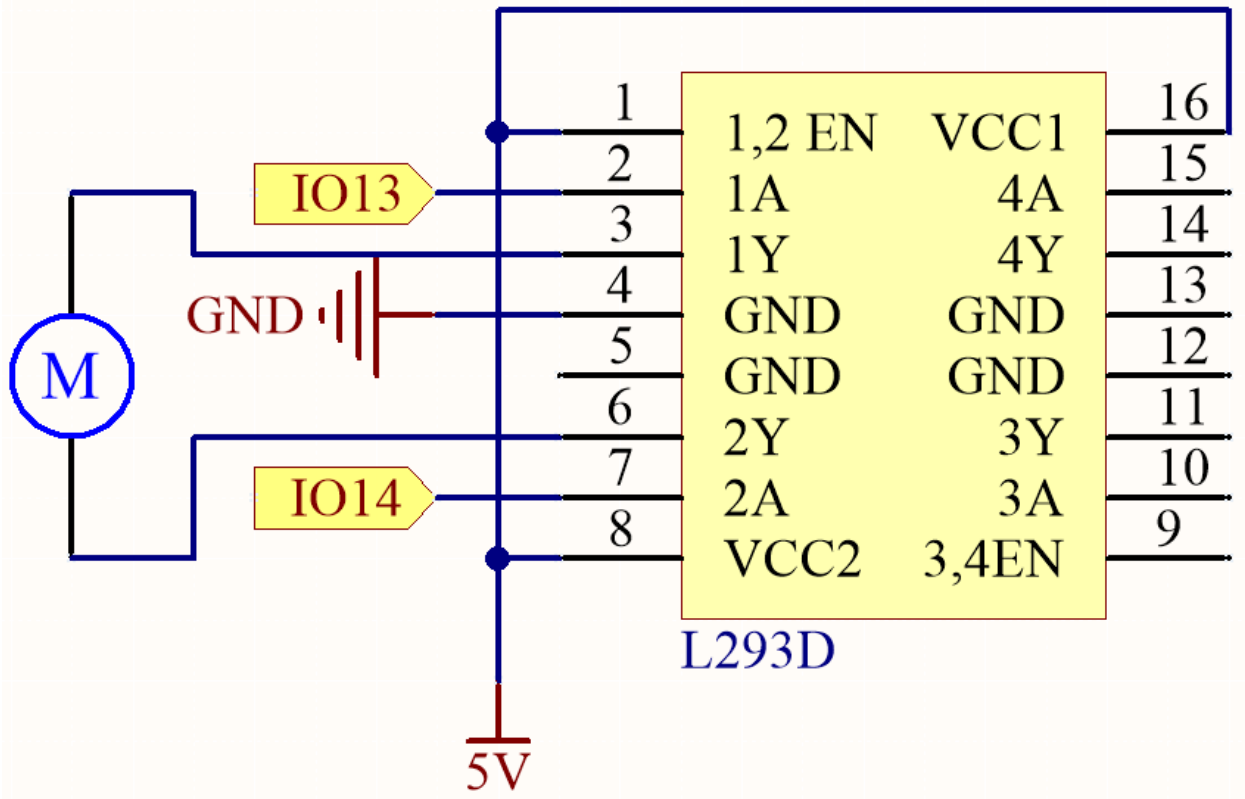 1 1,2 EN VCC1 16
IO13 2 1A 4A 15
3 1Y 4Y 14
GND 4 GND GND 13
M 5 GND GND 12
6 2Y 3Y 11
IO14 7 2A 3A 10
8 VCC2 3,4EN 9
L293D
5V